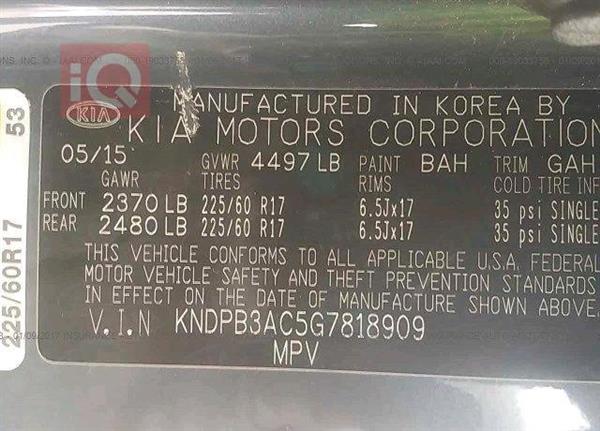 iQ
KIA
MANUFACTURED IN KOREA BY
KIA MOTORS CORPORATION
05/15 GVWR 4497 LB PAINT BAH TRIM GAH
GAWR TIRES RIMS COLD TIRE INF
FRONT 2370 LB 225/60 R17 6.5Jx17 35 psi SINGLE
REAR 2480 LB 225/60 R17 6.5Jx17 35 psi SINGLE
THIS VEHICLE CONFORMS TO ALL APPLICABLE U.S.A. FEDERAL
MOTOR VEHICLE SAFETY AND THEFT PREVENTION STANDARDS
IN EFFECT ON THE DATE OF MANUFACTURE SHOWN ABOVE.
V.I.N KNDPB3AC5G7818909
MPV
225/60R17 53